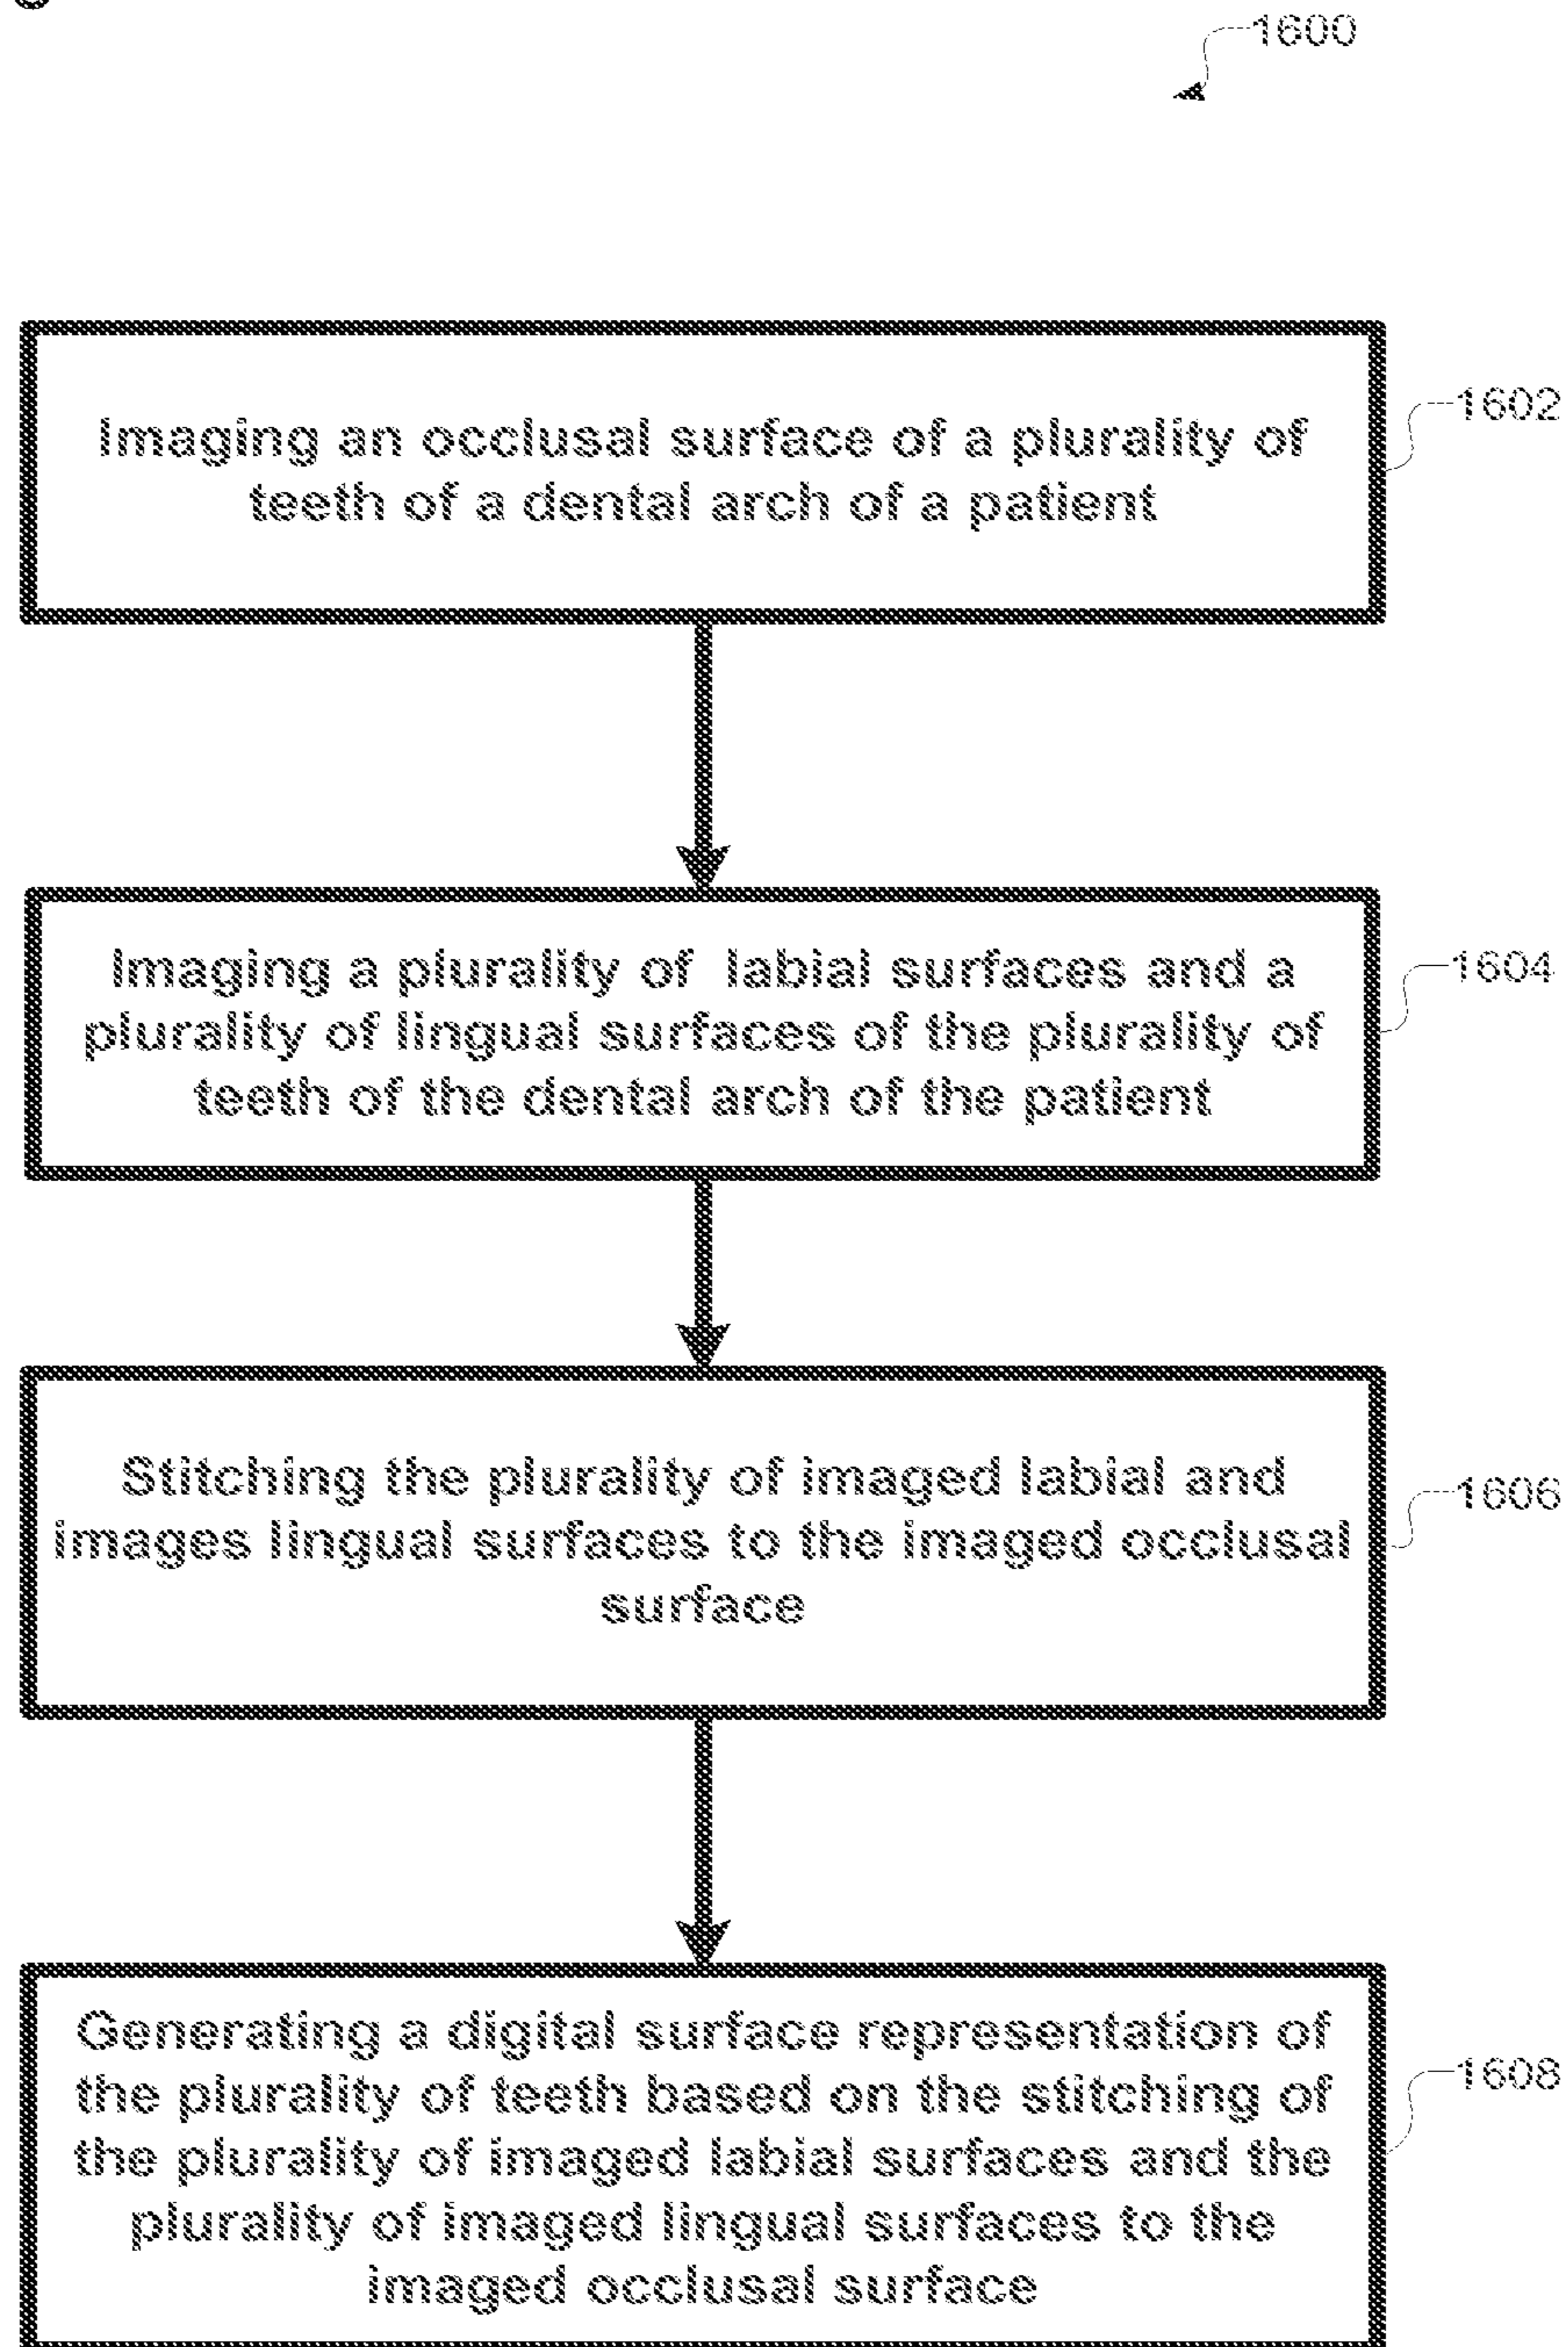 1600
Imaging an occlusal surface of a plurality of
teeth of a dental arch of a patient
1602
Imaging a plurality of labial surfaces and a
plurality of lingual surfaces of the plurality of
teeth of the dental arch of the patient
1604
Stitching the plurality of imaged labial and
images lingual surfaces to the imaged occlusal
surface
1606
Generating a digital surface representation of
the plurality of teeth based on the stitching of
the plurality of imaged labial surfaces and the
plurality of imaged lingual surfaces to the
imaged occlusal surface
1608